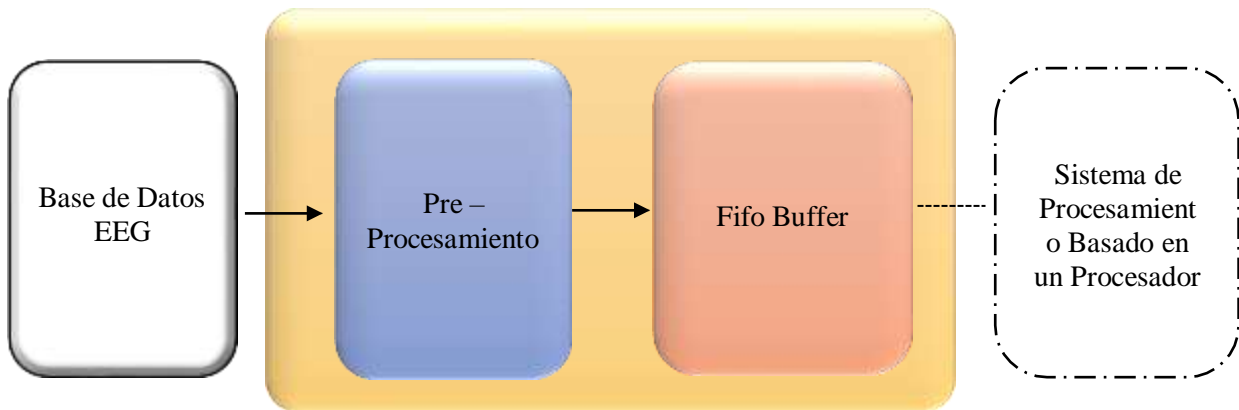 Base de Datos
EEG
Pre –
Procesamiento
Fifo Buffer
Sistema de
Procesamient
o Basado en
un Procesador